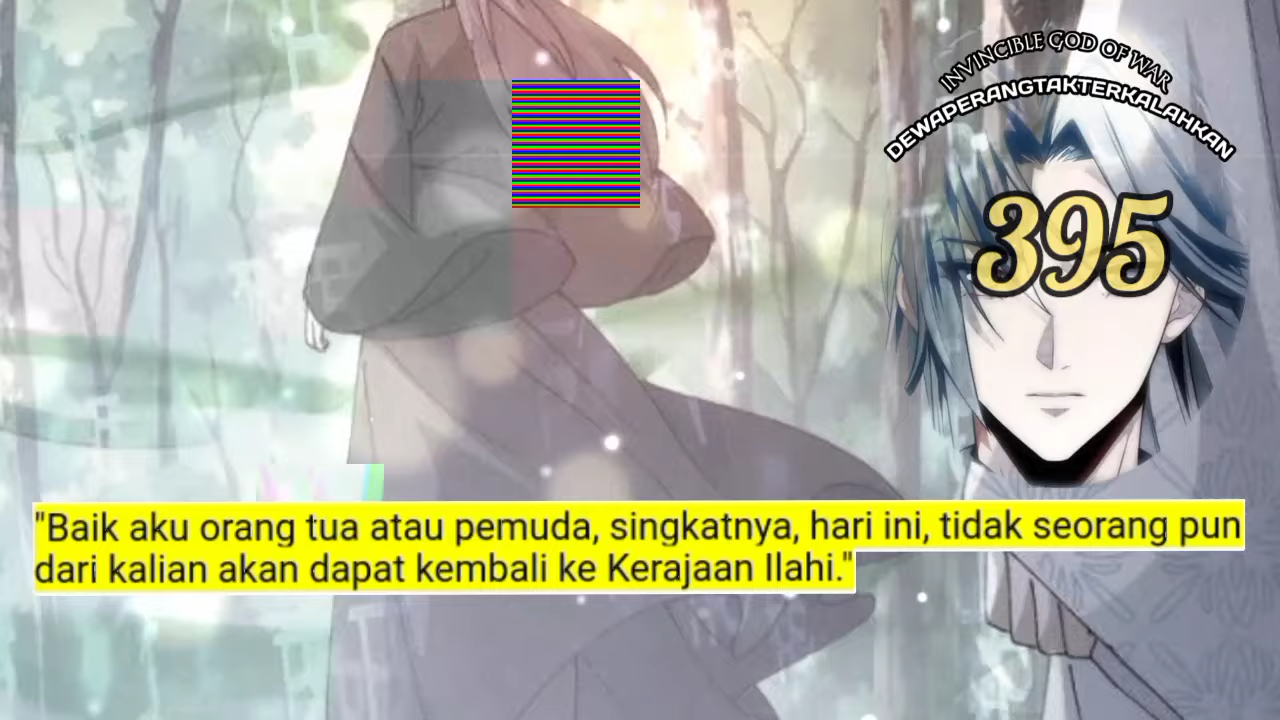 INVINCIBLE GOD OF WAR
DEWAPERANGTAKTERKALAHKAN
395
"Baik aku orang tua atau pemuda, singkatnya, hari ini, tidak seorang pun
dari kalian akan dapat kembali ke Kerajaan Ilahi."